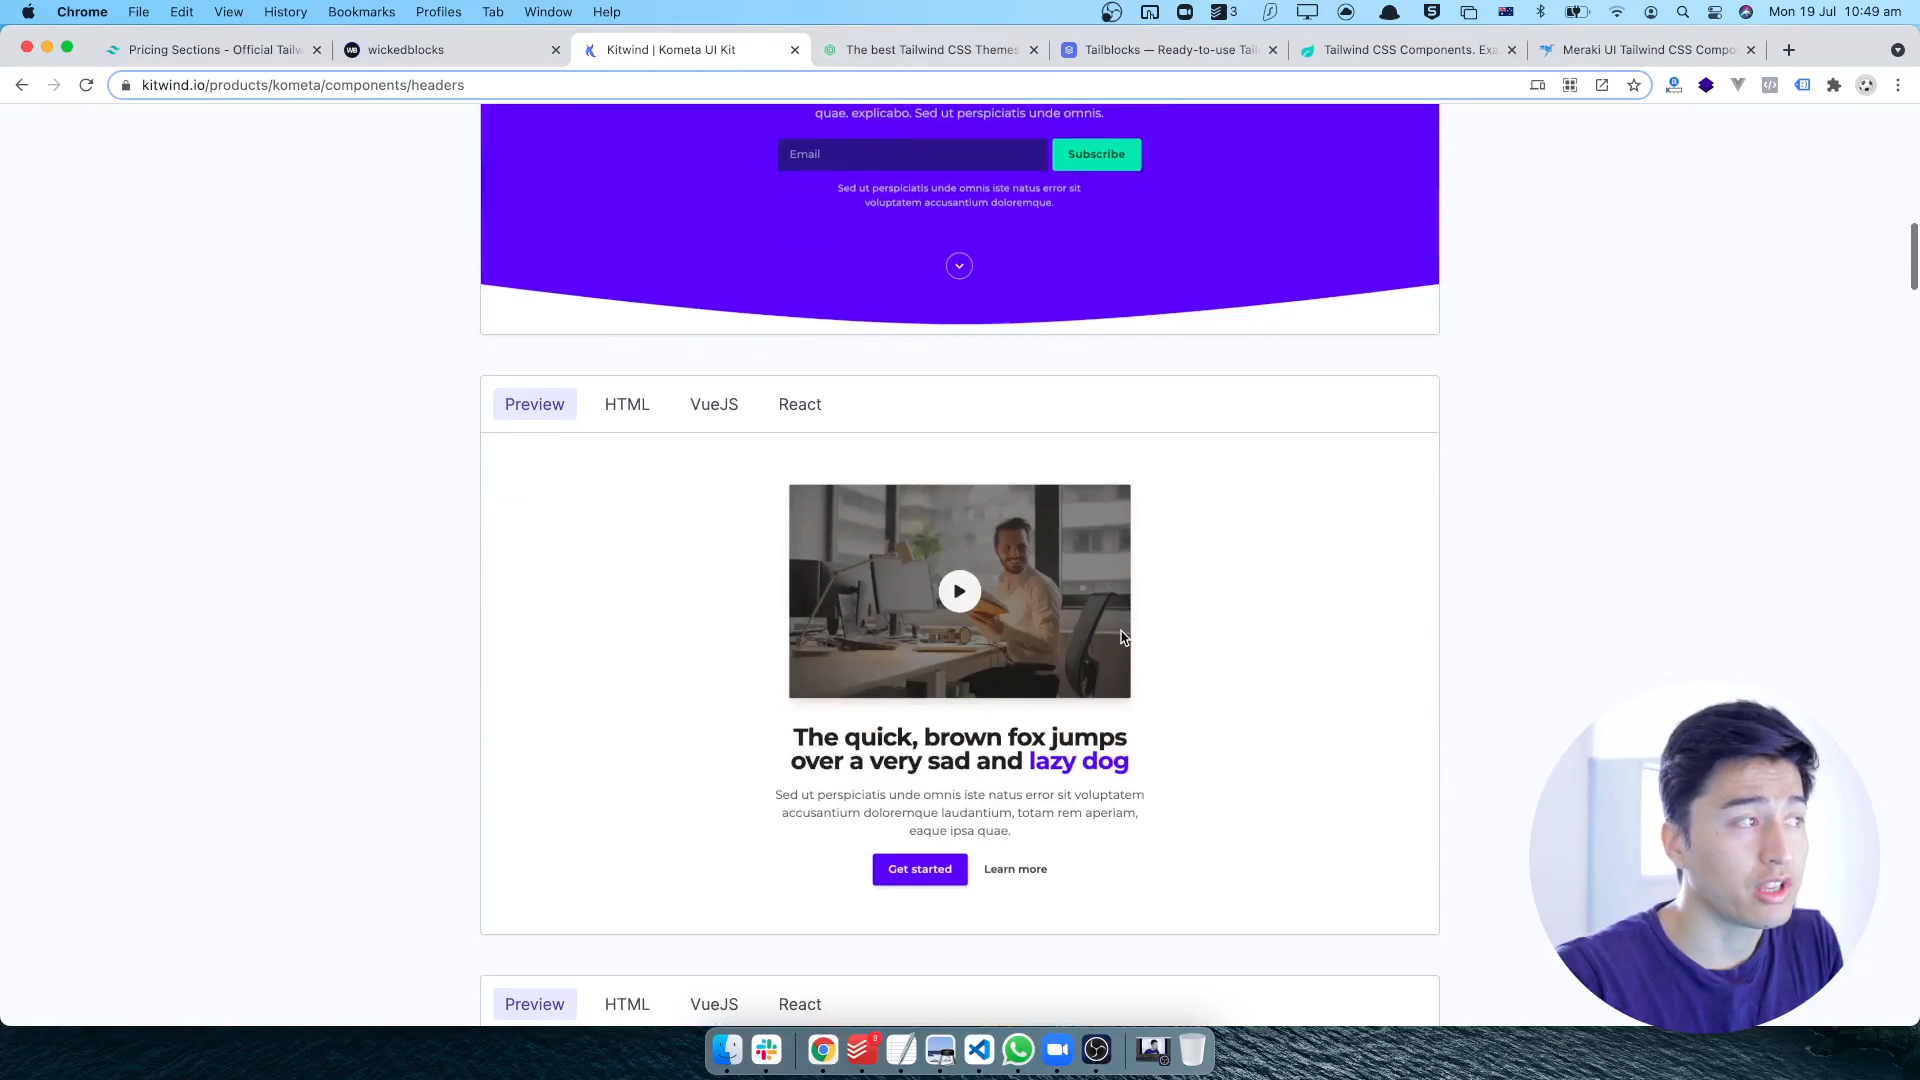 Chrome File Edit View History Bookmarks Profiles Tab Window Help
3
Mon 19 Jul 10:49 am
Pricing Sections - Official Tailw
wickedblocks
Kitwind | Kometa UI Kit
The best Tailwind CSS Themes
Tailblocks — Ready-to-use Tail
Tailwind CSS Components. Exa
Meraki UI Tailwind CSS Compo
kitwind.io/products/kometa/components/headers
quae. explicabo. Sed ut perspiciatis unde omnis.
Email
Subscribe
Sed ut perspiciatis unde omnis iste natus error sit
voluptatem accusantium doloremque.
Preview HTML VueJS React
The quick, brown fox jumps
over a very sad and lazy dog
Sed ut perspiciatis unde omnis iste natus error sit voluptatem
accusantium doloremque laudantium, totam rem aperiam,
eaque ipsa quae.
Get started
Learn more
Preview HTML VueJS React
3